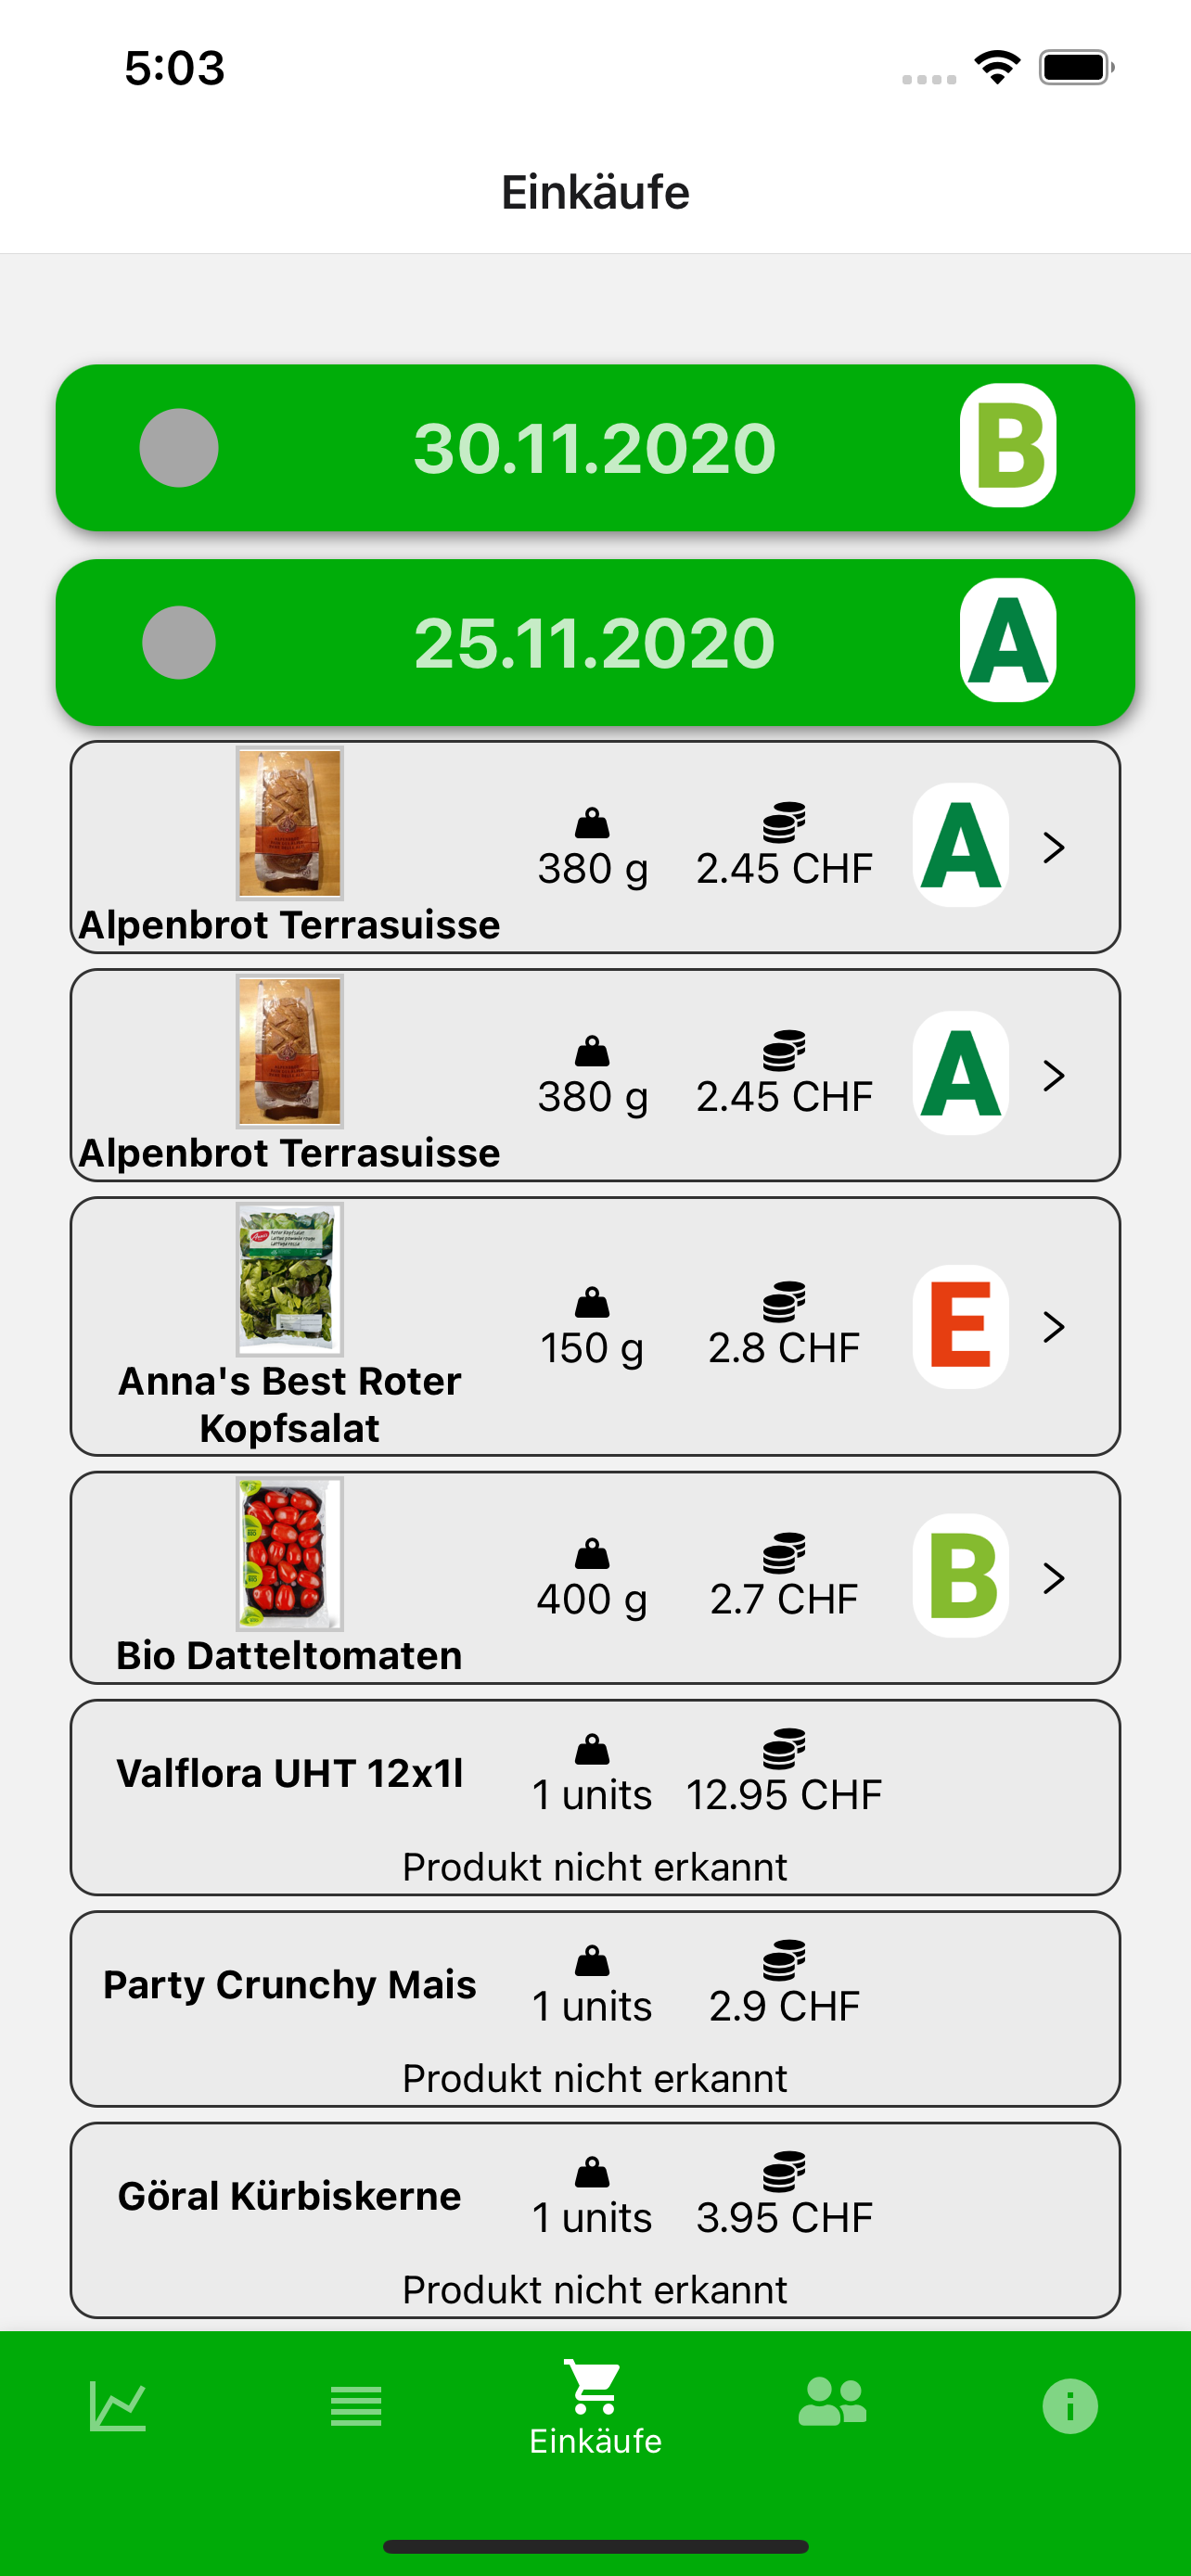 5:03
Einkäufe
30.11.2020
B
25.11.2020
A
380 g
2.45 CHF
A
Alpenbrot Terrasuisse
380 g
2.45 CHF
A
Alpenbrot Terrasuisse
150 g
2.8 CHF
E
Anna's Best Roter
Kopfsalat
400 g
2.7 CHF
B
Bio Datteltomaten
Valflora UHT 12x1l
1 units
12.95 CHF
Produkt nicht erkannt
Party Crunchy Mais
1 units
2.9 CHF
Produkt nicht erkannt
Göral Kürbiskerne
1 units
3.95 CHF
Produkt nicht erkannt
Einkäufe